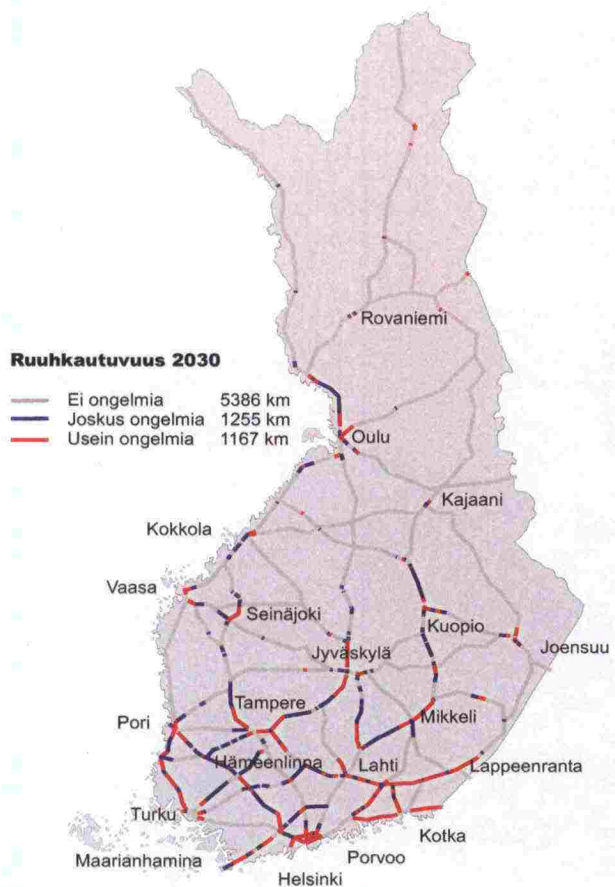 Rovaniemi
Ruuhkautuvuus 2030
Ei ongelmia 5386 km
Joskus ongelmia 1255 km
Usein ongelmia 1167 km
Oulu
Kajaani
Kokkola
Vaasa
Seinäjoki
Kuopio
Joensuu
Jyväskylä
Tampere
Pori
Mikkeli
Hämeenlinna
Lahti
Lappeenranta
Turku
Kotka
Maarianhamina
Porvoo
Helsinki